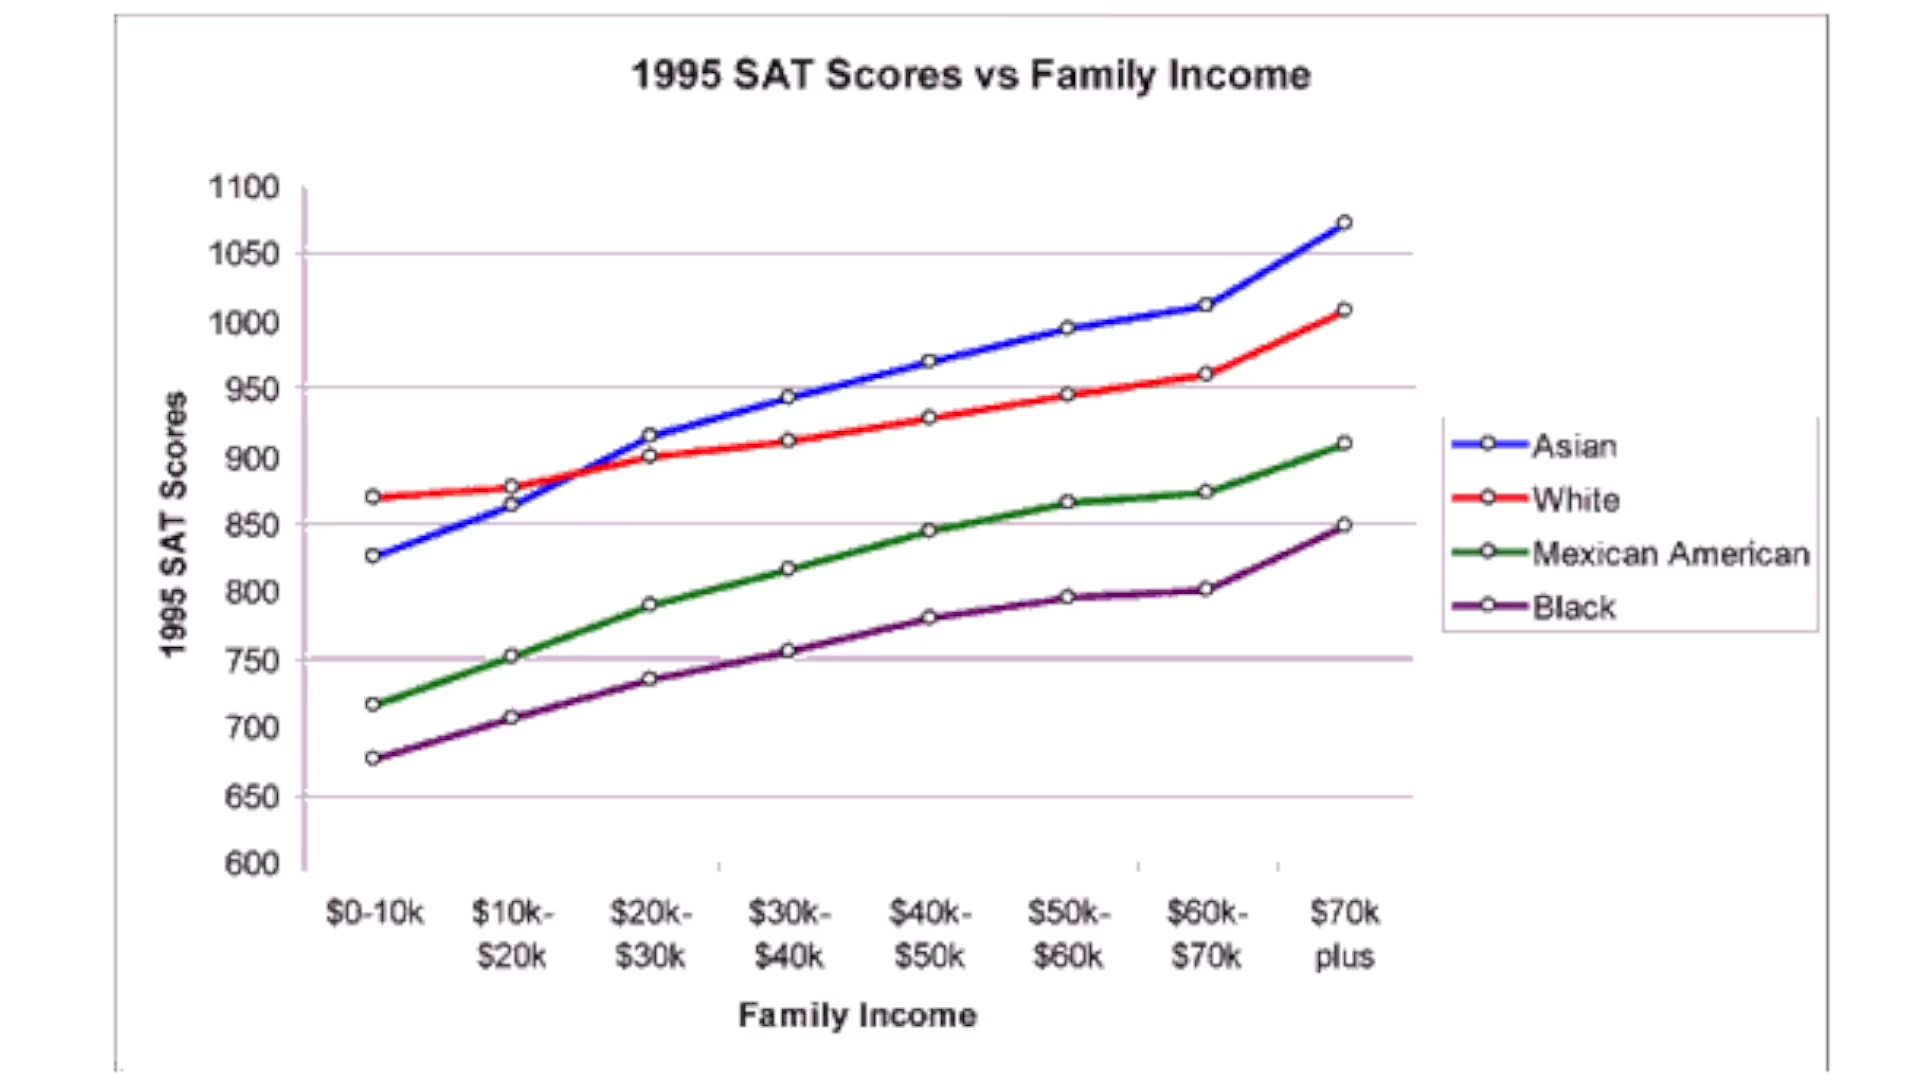 1995 SAT Scores vs Family Income
1100
1050
1000
950
900
850
800
750
700
650
600
1995 SAT Scores
$0-10k
$10k-
$20k
$20k-
$30k
$30k-
$40k
$40k-
$50k
$50k-
$60k
$60k-
$70k
$70k
plus
Family Income
Asian
White
Mexican American
Black